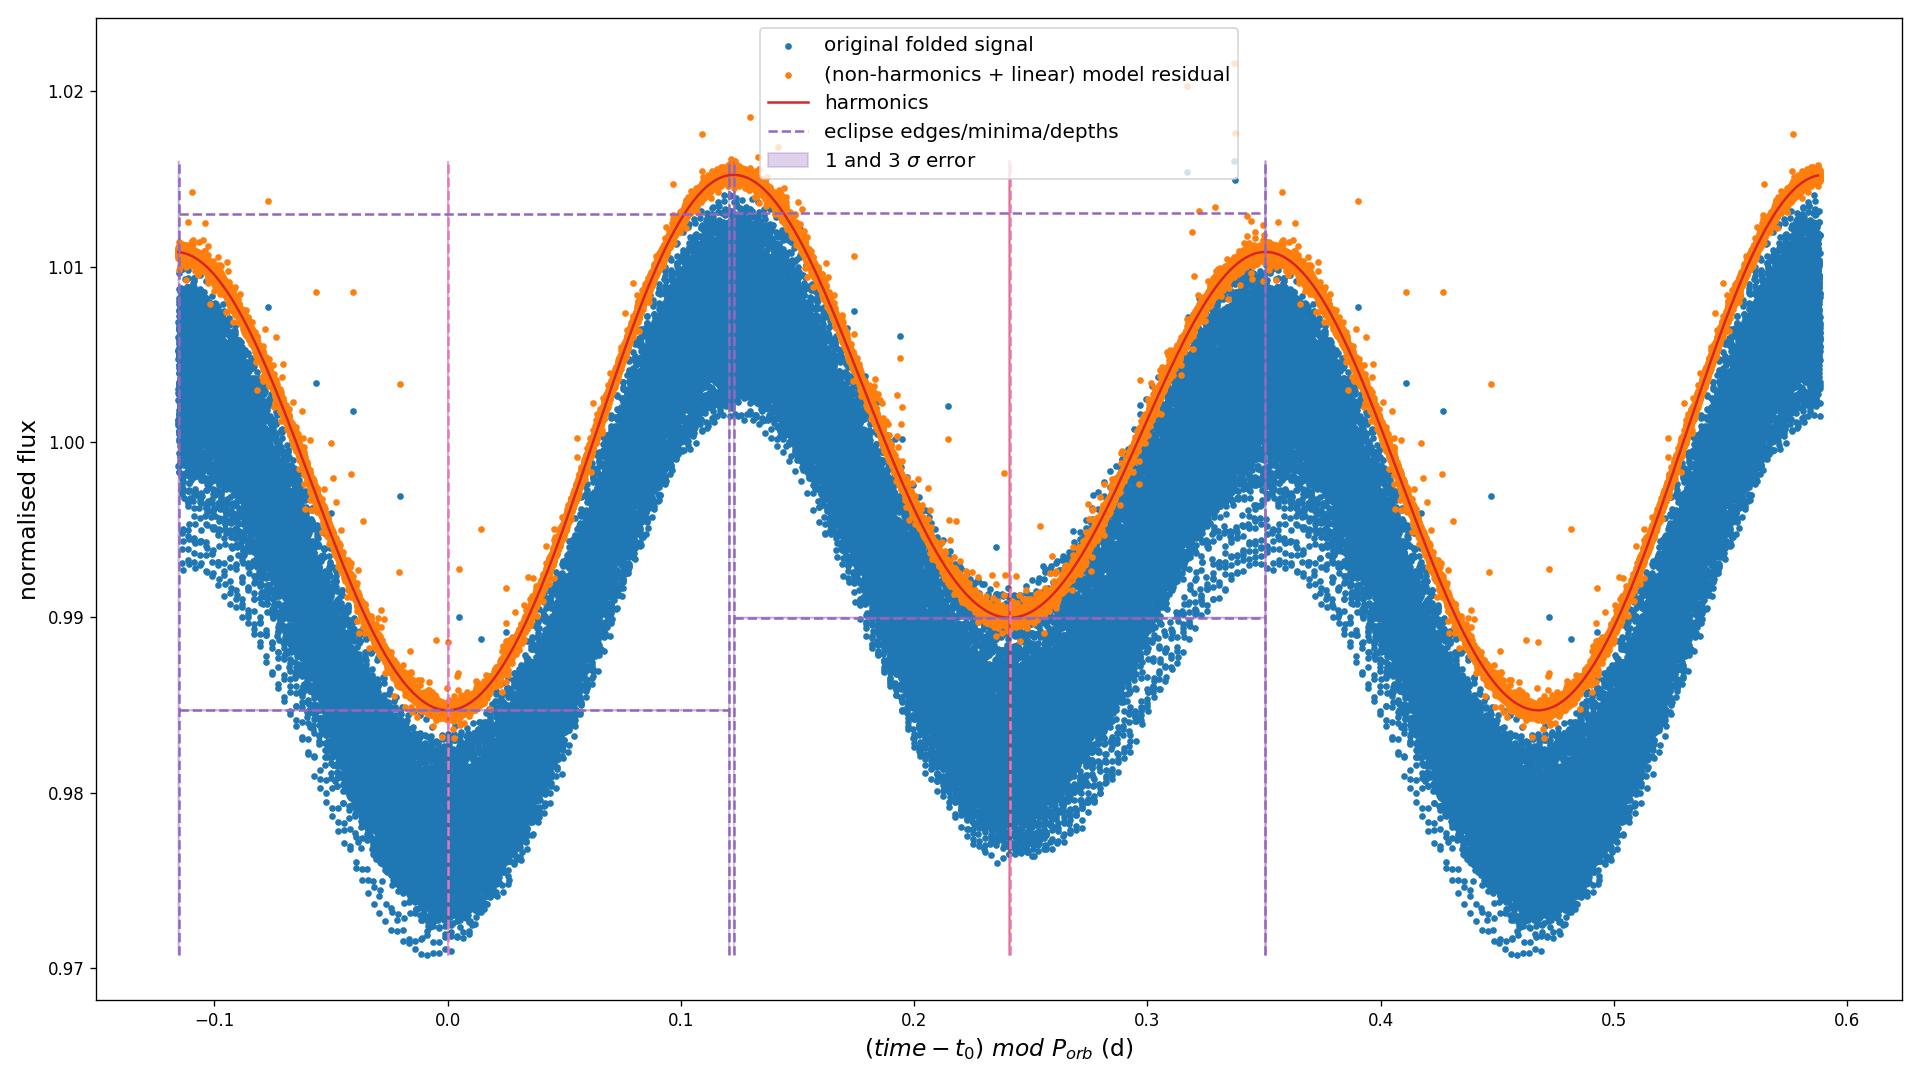 original folded signal
(non-harmonics + linear) model residual
harmonics
eclipse edges/minima/depths
1 and 3 σ error
normalised flux
1.02
1.01
1.00
0.99
0.98
0.97
−0.1 0.0 0.1 0.2 0.3 0.4 0.5 0.6
(time − t₀) mod Pₒᵣb (d)